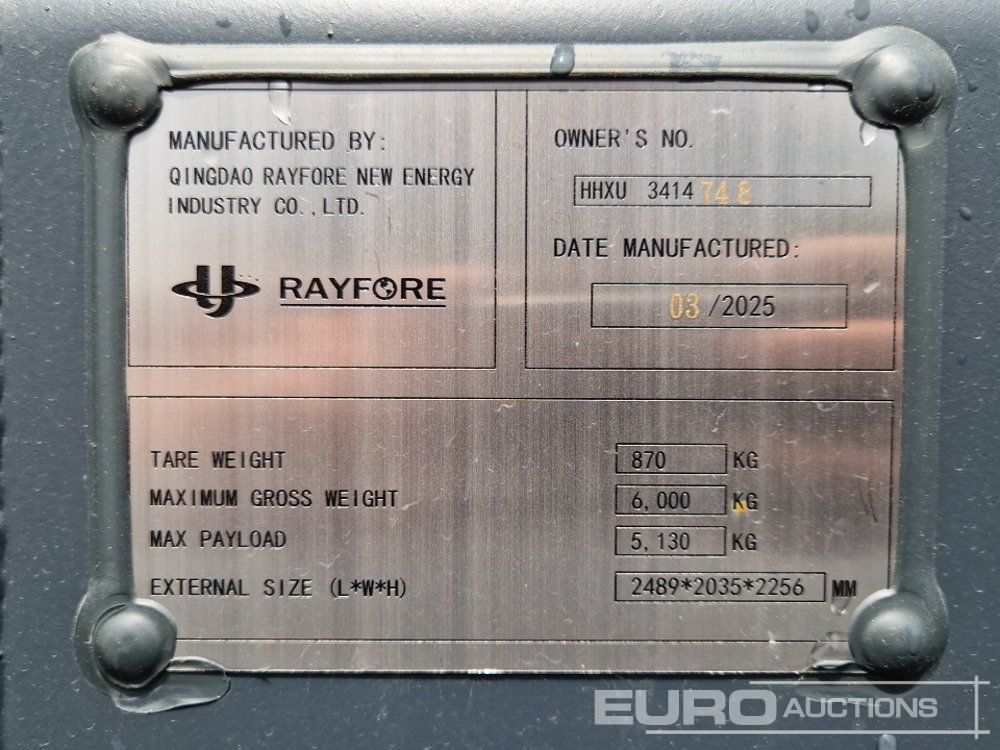 MANUFACTURED BY:
QINGDAO RAYFORE NEW ENERGY
INDUSTRY CO.,LTD.
RAYFORE
OWNER'S NO.
HHXU 3414 74 8
DATE MANUFACTURED:
03/2025
TARE WEIGHT 870 KG
MAXIMUM GROSS WEIGHT 6,000 KG
MAX PAYLOAD 5,130 KG
EXTERNAL SIZE (L*W*H) 2489*2035*2256 MM
EURO AUCTIONS